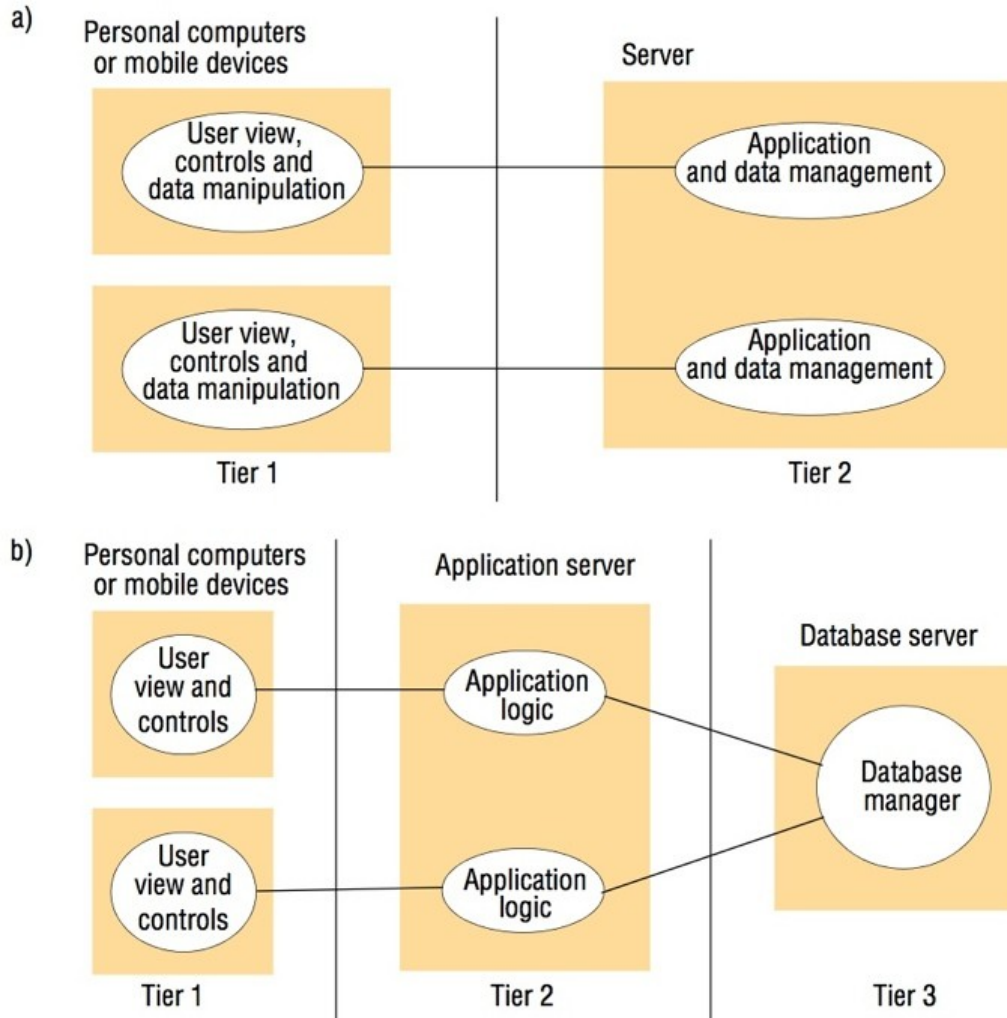 a)
Personal computers
or mobile devices
Server
User view,
controls and
data manipulation
Application
and data management
User view,
controls and
data manipulation
Application
and data management
Tier 1
Tier 2
b)
Personal computers
or mobile devices
Application server
Database server
User
view and
controls
Application
logic
Database
manager
User
view and
controls
Application
logic
Tier 1
Tier 2
Tier 3